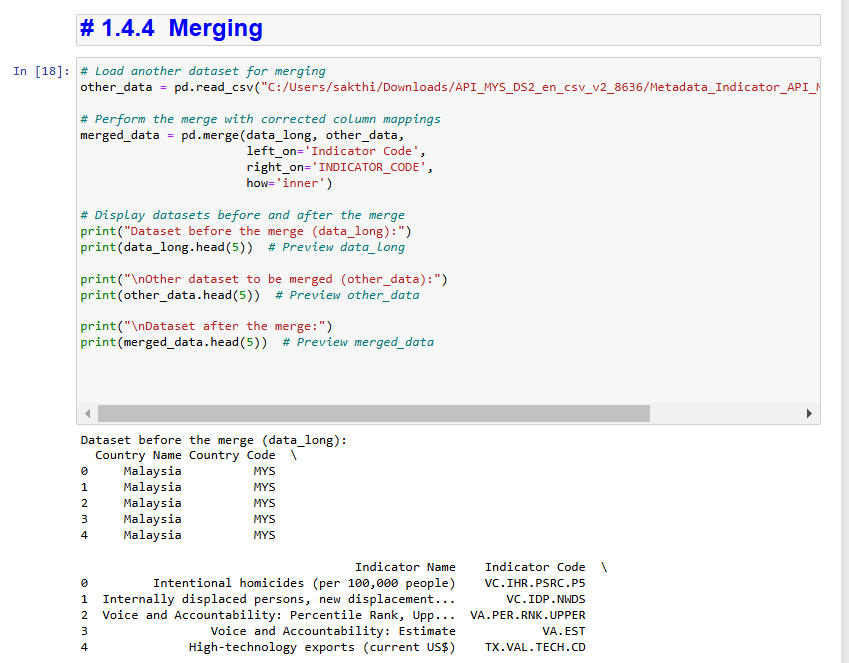 # 1.4.4 Merging
In [18]:
# Load another dataset for merging
other_data = pd.read_csv("C:/Users/sakthi/Downloads/API_MYS_DS2_en_csv_v2_8636/Metadata_Indicator_API_M
# Perform the merge with corrected column mappings
merged_data = pd.merge(data_long, other_data,
left_on='Indicator Code',
right_on='INDICATOR_CODE',
how='inner')
# Display datasets before and after the merge
print("Dataset before the merge (data_long):")
print(data_long.head(5))  # Preview data_long
print("\nOther dataset to be merged (other_data):")
print(other_data.head(5))  # Preview other_data
print("\nDataset after the merge:")
print(merged_data.head(5))  # Preview merged_data
Dataset before the merge (data_long):
Country Name Country Code  \
0 Malaysia MYS
1 Malaysia MYS
2 Malaysia MYS
3 Malaysia MYS
4 Malaysia MYS
Indicator Name Indicator Code  \
0 Intentional homicides (per 100,000 people) VC.IHR.PSRC.P5
1 Internally displaced persons, new displacement... VC.IDP.NWDS
2 Voice and Accountability: Percentile Rank, Upp... VA.PER.RNK.UPPER
3 Voice and Accountability: Estimate VA.EST
4 High-technology exports (current US$) TX.VAL.TECH.CD